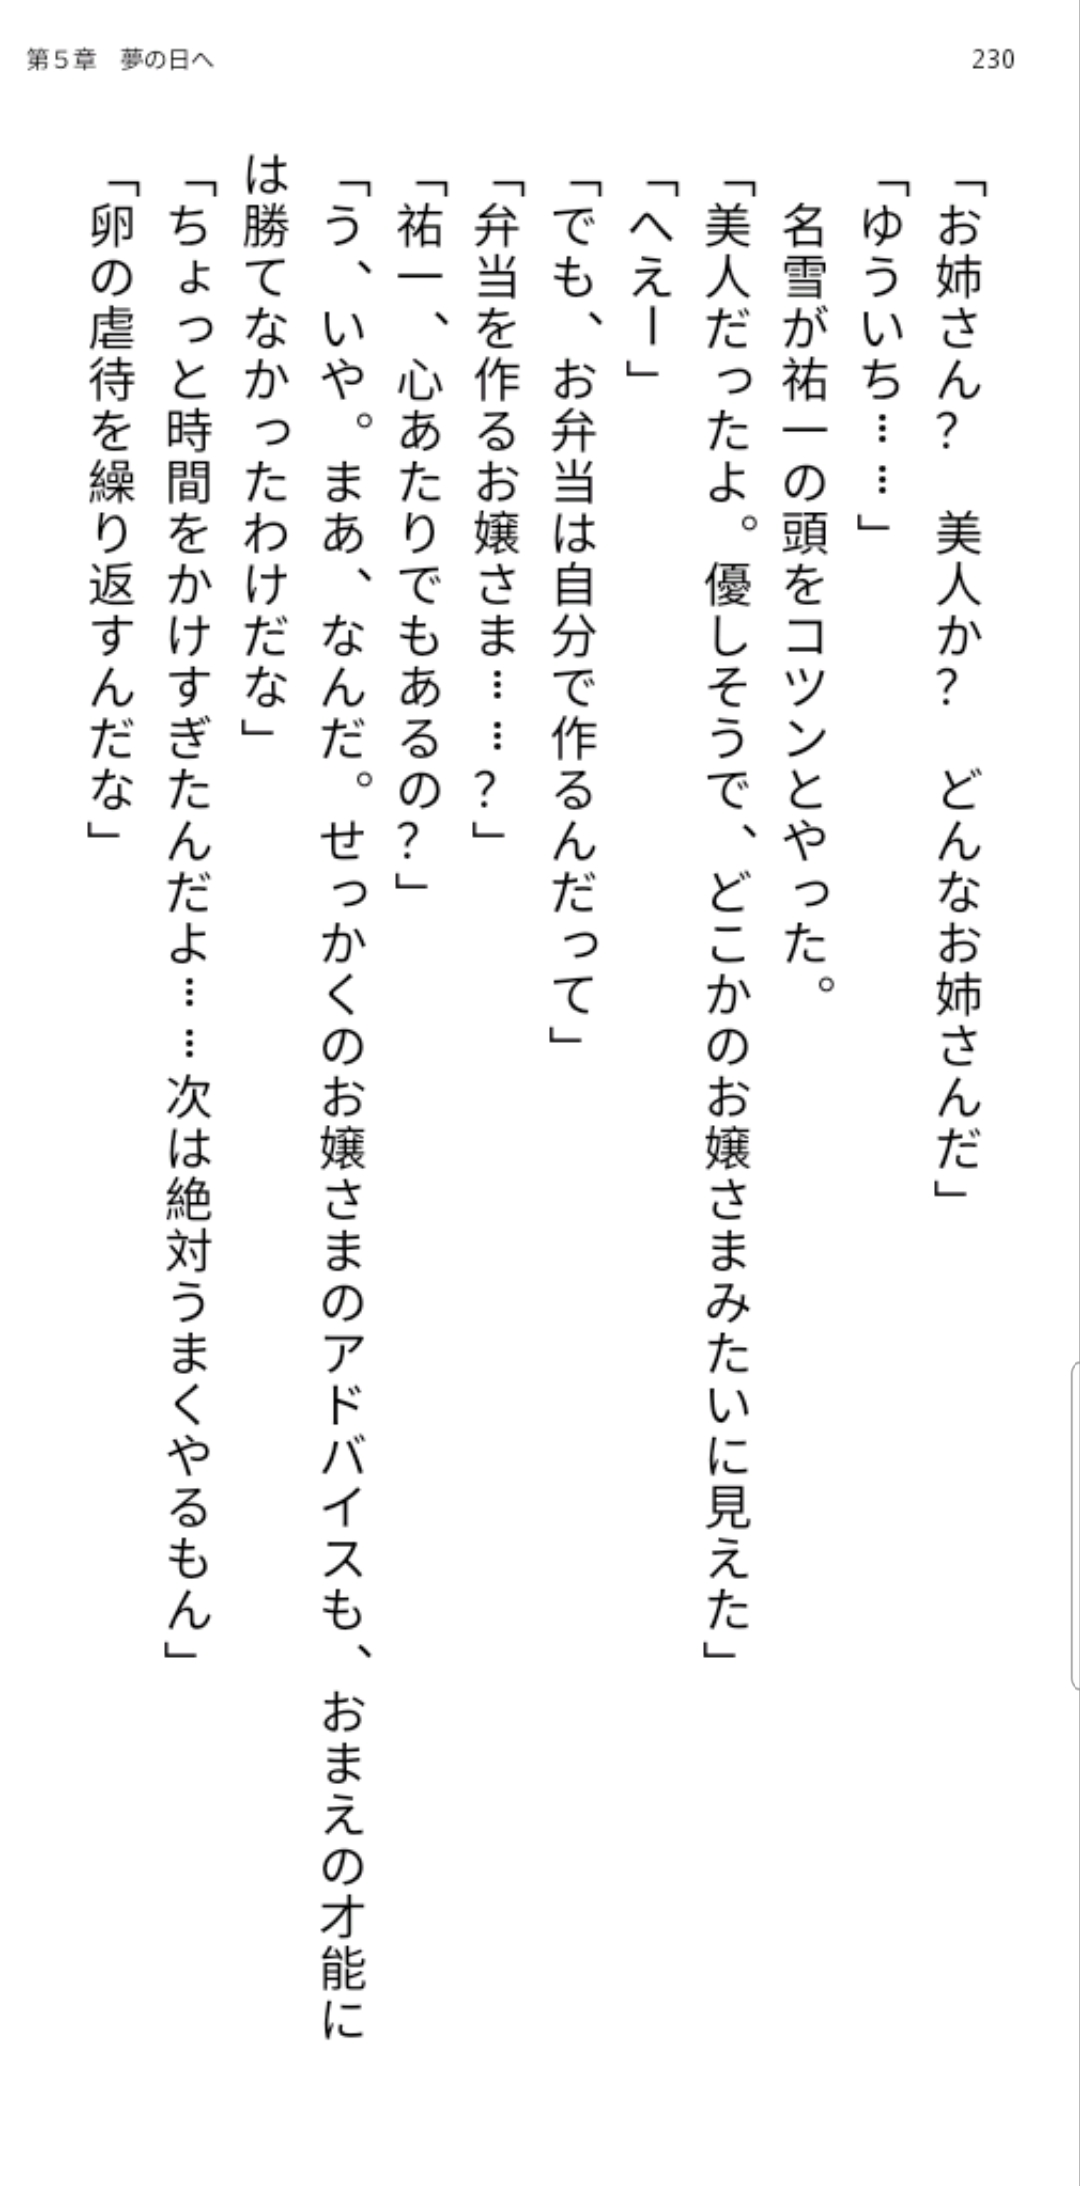 第５章　夢の日へ
230
「お姉さん？　美人か？　どんなお姉さんだ」
「ゆういち……」
　名雪が祐一の頭をコツンとやった。
「美人だったよ。優しそうで、どこかのお嬢さまみたいに見えた」
「へえー」
「でも、お弁当は自分で作るんだって」
「弁当を作るお嬢さま……？」
「祐一、心あたりでもあるの？」
「う、いや。まあ、なんだ。せっかくのお嬢さまのアドバイスも、おまえの才能に
は勝てなかったわけだな」
「ちょっと時間をかけすぎたんだよ……次は絶対うまくやるもん」
「卵の虐待を繰り返すんだな」